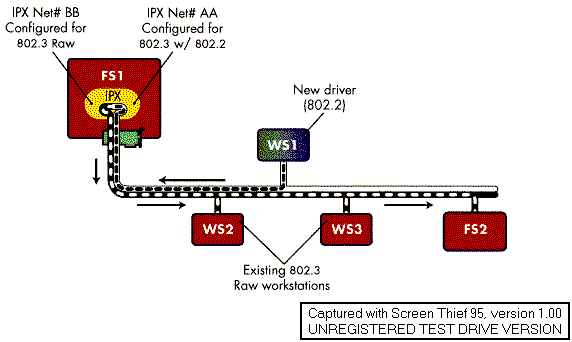 IPX Net# BB
Configured for
802.3 Raw
IPX Net# AA
Configured for
802.3 w/ 802.2
FS1
IPX
New driver
(802.2)
WS1
WS2
WS3
FS2
Existing 802.3
Raw workstations
Captured with Screen Thief 95, version 1.00
UNREGISTERED TEST DRIVE VERSION